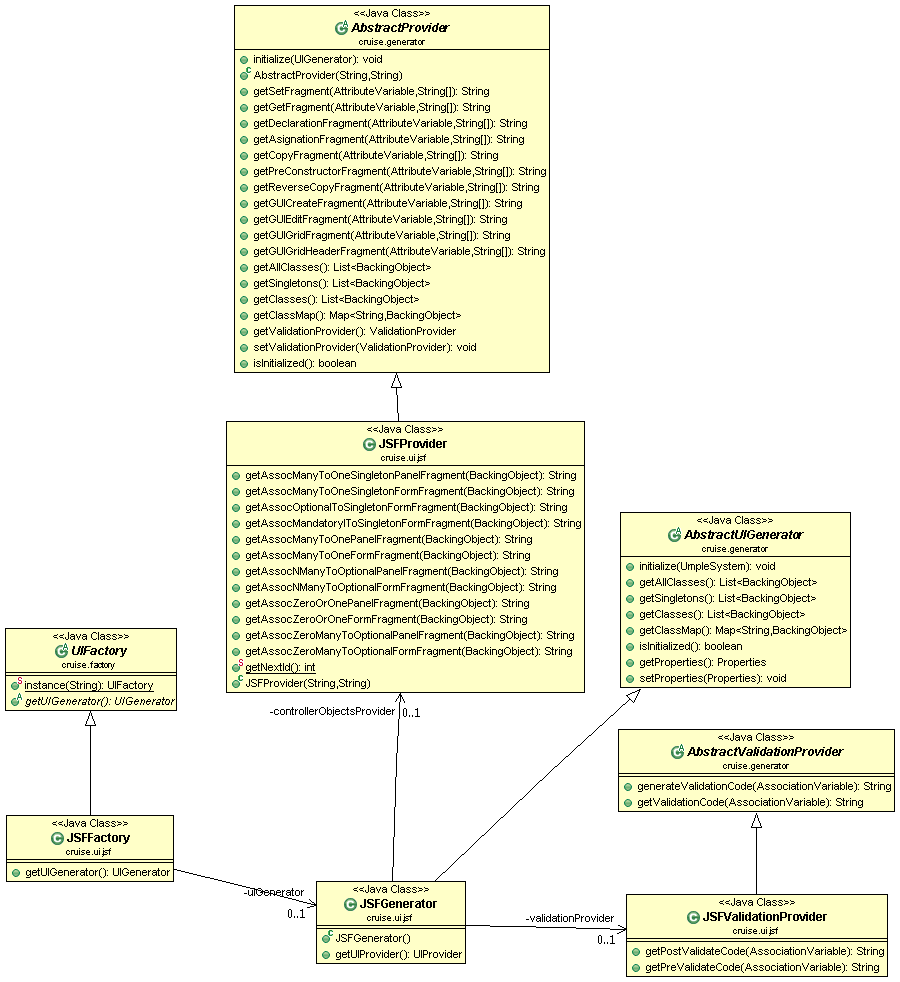 <<Java Class>>
AbstractProvider
cruise.generator
initialize(UIGenerator): void
AbstractProvider(String,String)
getSetFragment(AttributeVariable,String[]): String
getGetFragment(AttributeVariable,String[]): String
getDeclarationFragment(AttributeVariable,String[]): String
getAsignationFragment(AttributeVariable,String[]): String
getCopyFragment(AttributeVariable,String[]): String
getPreConstructorFragment(AttributeVariable,String[]): String
getReverseCopyFragment(AttributeVariable,String[]): String
getGUICreateFragment(AttributeVariable,String[]): String
getGUIEditFragment(AttributeVariable,String[]): String
getGUIGridFragment(AttributeVariable,String[]): String
getGUIGridHeaderFragment(AttributeVariable,String[]): String
getAllClasses(): List<BackingObject>
getSingletons(): List<BackingObject>
getClasses(): List<BackingObject>
getClassMap(): Map<String,BackingObject>
getValidationProvider(): ValidationProvider
setValidationProvider(ValidationProvider): void
isInitialized(): boolean
<<Java Class>>
JSFProvider
cruise.ui.jsf
getAssocManyToOneSingletonPanelFragment(BackingObject): String
getAssocManyToOneSingletonFormFragment(BackingObject): String
getAssocOptionalToSingletonFormFragment(BackingObject): String
getAssocMandatorylToSingletonFormFragment(BackingObject): String
getAssocManyToOnePanelFragment(BackingObject): String
getAssocManyToOneFormFragment(BackingObject): String
getAssocNManyToOptionalPanelFragment(BackingObject): String
getAssocNManyToOptionalFormFragment(BackingObject): String
getAssocZeroOrOnePanelFragment(BackingObject): String
getAssocZeroOrOneFormFragment(BackingObject): String
getAssocZeroManyToOptionalPanelFragment(BackingObject): String
getAssocZeroManyToOptionalFormFragment(BackingObject): String
getNextId(): int
JSFProvider(String,String)
<<Java Class>>
AbstractUIGenerator
cruise.generator
initialize(UmpleSystem): void
getAllClasses(): List<BackingObject>
getSingletons(): List<BackingObject>
getClasses(): List<BackingObject>
getClassMap(): Map<String,BackingObject>
isInitialized(): boolean
getProperties(): Properties
setProperties(Properties): void
<<Java Class>>
UIFactory
cruise.factory
instance(String): UIFactory
getUIGenerator(): UIGenerator
-controllerObjectsProvider
0..1
<<Java Class>>
AbstractValidationProvider
cruise.generator
generateValidationCode(AssociationVariable): String
getValidationCode(AssociationVariable): String
<<Java Class>>
JSFFactory
cruise.ui.jsf
getUIGenerator(): UIGenerator
-uiGenerator
0..1
<<Java Class>>
JSFGenerator
cruise.ui.jsf
JSFGenerator()
getUIProvider(): UIProvider
-validationProvider
0..1
<<Java Class>>
JSFValidationProvider
cruise.ui.jsf
getPostValidateCode(AssociationVariable): String
getPreValidateCode(AssociationVariable): String